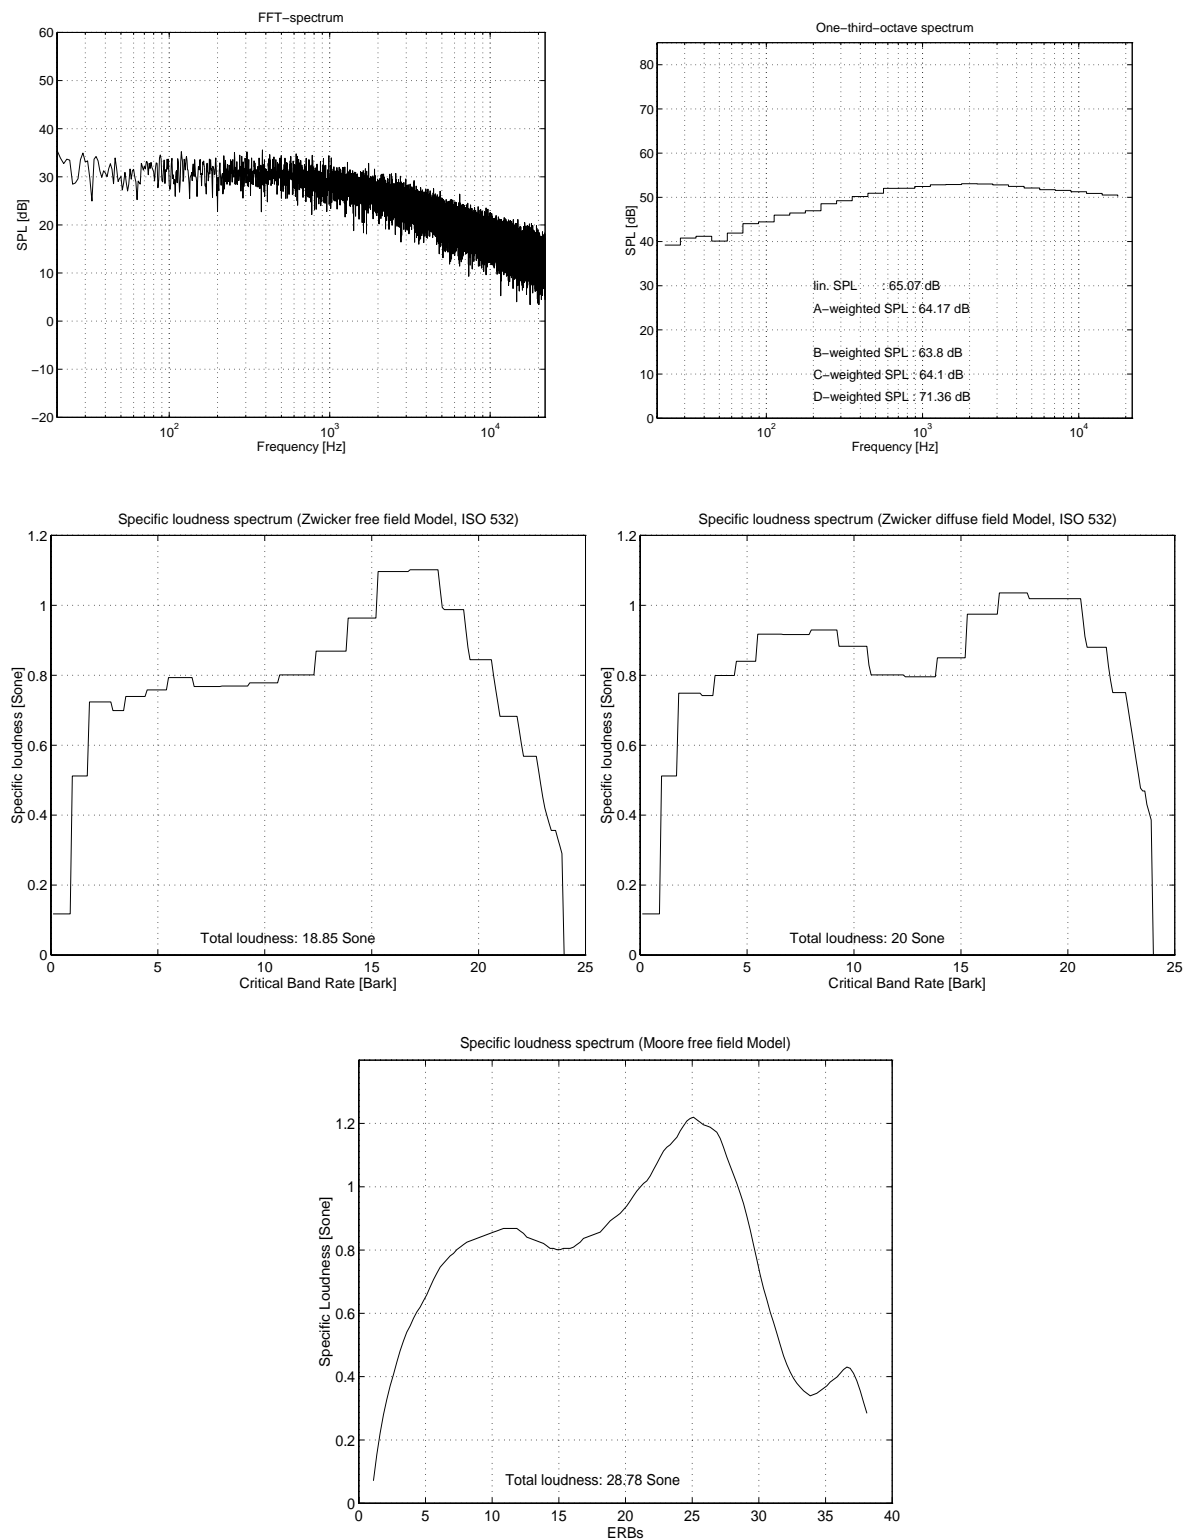 FFT−spectrum
60
50
40
30
20
10
0
−10
−20
SPL [dB]
10^2
10^3
10^4
Frequency [Hz]
One−third−octave spectrum
80
70
60
50
40
30
20
10
0
SPL [dB]
lin. SPL : 65.07 dB
A−weighted SPL : 64.17 dB
B−weighted SPL : 63.8 dB
C−weighted SPL : 64.1 dB
D−weighted SPL : 71.36 dB
10^2
10^3
10^4
Frequency [Hz]
Specific loudness spectrum (Zwicker free field Model, ISO 532)
1.2
1
0.8
0.6
0.4
0.2
0
Specific loudness [Sone]
Total loudness: 18.85 Sone
0 5 10 15 20 25
Critical Band Rate [Bark]
Specific loudness spectrum (Zwicker diffuse field Model, ISO 532)
1.2
1
0.8
0.6
0.4
0.2
0
Specific loudness [Sone]
Total loudness: 20 Sone
0 5 10 15 20 25
Critical Band Rate [Bark]
Specific loudness spectrum (Moore free field Model)
1.2
1
0.8
0.6
0.4
0.2
0
Specific Loudness [Sone]
Total loudness: 28.78 Sone
0 5 10 15 20 25 30 35 40
ERBs